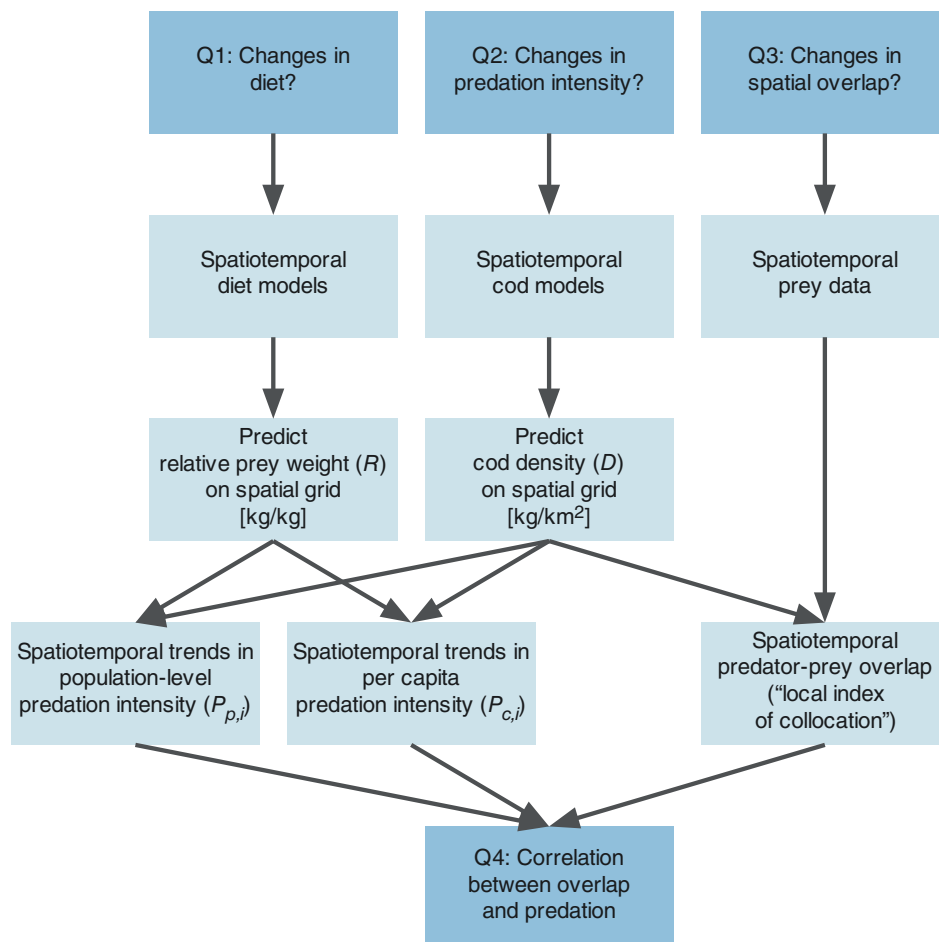 Q1: Changes in
diet?
Q2: Changes in
predation intensity?
Q3: Changes in
spatial overlap?
Spatiotemporal
diet models
Spatiotemporal
cod models
Spatiotemporal
prey data
Predict
relative prey weight (R)
on spatial grid
[kg/kg]
Predict
cod density (D)
on spatial grid
[kg/km²]
Spatiotemporal trends in
population-level
predation intensity (Pp,i)
Spatiotemporal trends in
per capita
predation intensity (Pc,i)
Spatiotemporal
predator-prey overlap
(“local index
of collocation”)
Q4: Correlation
between overlap
and predation